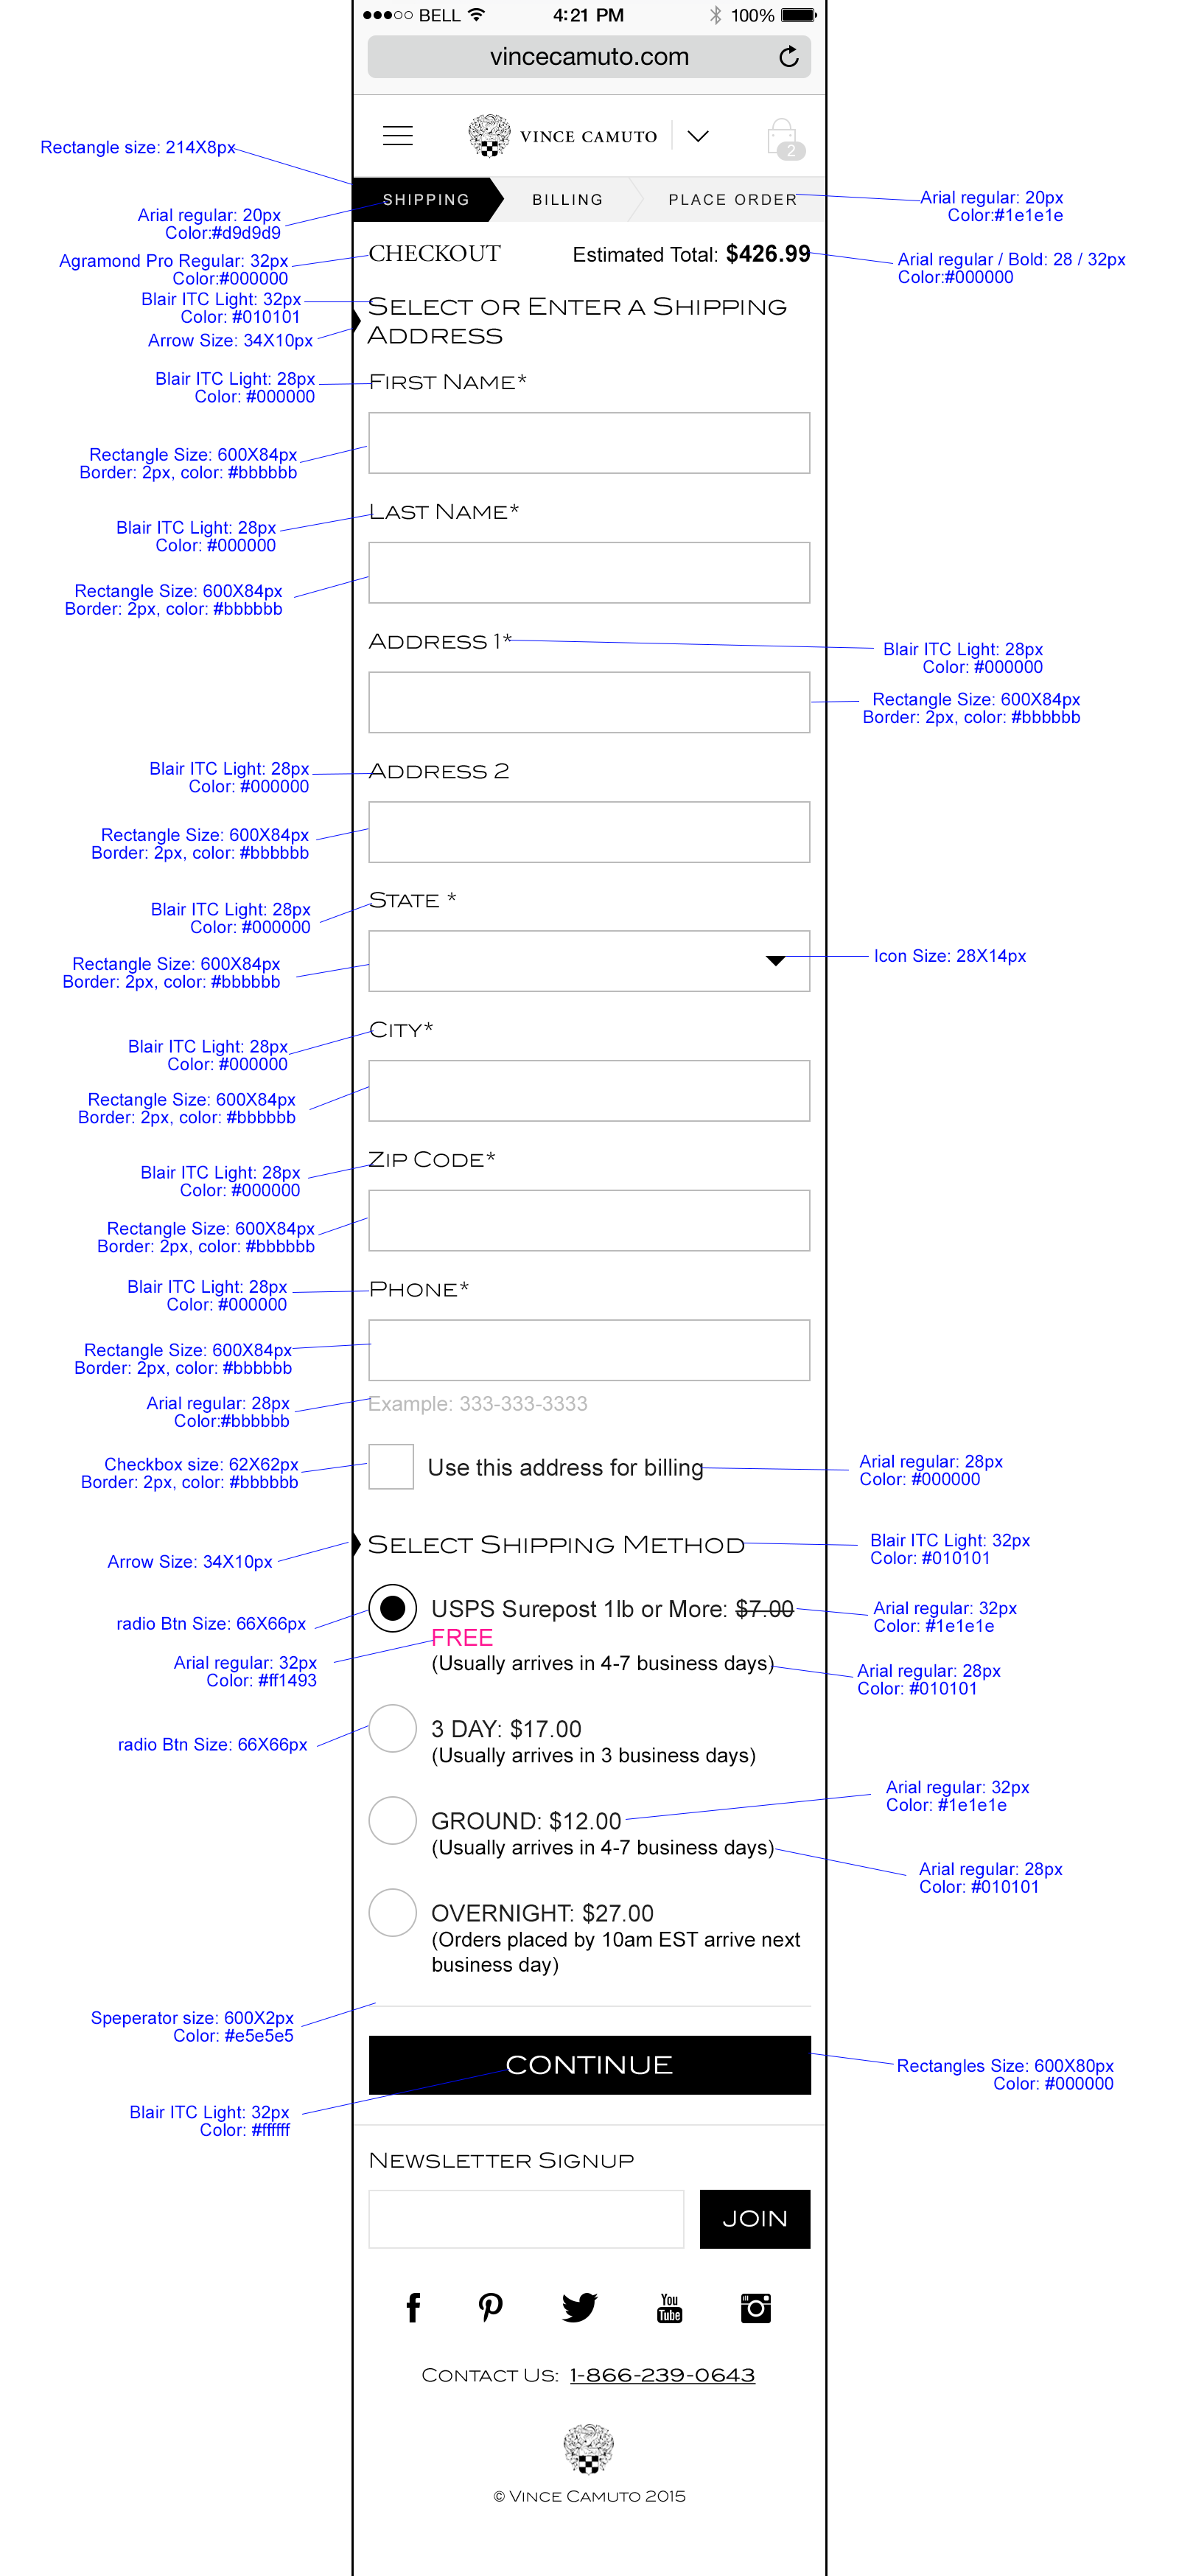 BELL 4:21 PM 100%
vincecamuto.com
VINCE CAMUTO
2
Rectangle size: 214X8px
SHIPPING BILLING PLACE ORDER
Arial regular: 20px
Color:#1e1e1e
Arial regular: 20px
Color:#d9d9d9
CHECKOUT Estimated Total: $426.99
Agramond Pro Regular: 32px
Color:#000000
Arial regular / Bold: 28 / 32px
Color:#000000
Blair ITC Light: 32px
Color: #010101
SELECT OR ENTER A SHIPPING
ADDRESS
Arrow Size: 34X10px
Blair ITC Light: 28px
Color: #000000
FIRST NAME*
Rectangle Size: 600X84px
Border: 2px, color: #bbbbbb
LAST NAME*
Blair ITC Light: 28px
Color: #000000
Rectangle Size: 600X84px
Border: 2px, color: #bbbbbb
ADDRESS 1*
Blair ITC Light: 28px
Color: #000000
Rectangle Size: 600X84px
Border: 2px, color: #bbbbbb
Blair ITC Light: 28px
Color: #000000
ADDRESS 2
Rectangle Size: 600X84px
Border: 2px, color: #bbbbbb
STATE *
Blair ITC Light: 28px
Color: #000000
Rectangle Size: 600X84px
Border: 2px, color: #bbbbbb
Icon Size: 28X14px
CITY*
Blair ITC Light: 28px
Color: #000000
Rectangle Size: 600X84px
Border: 2px, color: #bbbbbb
ZIP CODE*
Blair ITC Light: 28px
Color: #000000
Rectangle Size: 600X84px
Border: 2px, color: #bbbbbb
PHONE*
Blair ITC Light: 28px
Color: #000000
Rectangle Size: 600X84px
Border: 2px, color: #bbbbbb
Example: 333-333-3333
Arial regular: 28px
Color:#bbbbbb
Checkbox size: 62X62px
Border: 2px, color: #bbbbbb
Use this address for billing
Arial regular: 28px
Color: #000000
SELECT SHIPPING METHOD
Blair ITC Light: 32px
Color: #010101
Arrow Size: 34X10px
USPS Surepost 1lb or More: $7.00
FREE
(Usually arrives in 4-7 business days)
Arial regular: 32px
Color: #1e1e1e
radio Btn Size: 66X66px
Arial regular: 32px
Color: #ff1493
Arial regular: 28px
Color: #010101
3 DAY: $17.00
(Usually arrives in 3 business days)
radio Btn Size: 66X66px
GROUND: $12.00
(Usually arrives in 4-7 business days)
Arial regular: 32px
Color: #1e1e1e
Arial regular: 28px
Color: #010101
OVERNIGHT: $27.00
(Orders placed by 10am EST arrive next
business day)
Speperator size: 600X2px
Color: #e5e5e5
CONTINUE
Rectangles Size: 600X80px
Color: #000000
Blair ITC Light: 32px
Color: #ffffff
NEWSLETTER SIGNUP
JOIN
You
Tube
CONTACT US: 1-866-239-0643
© VINCE CAMUTO 2015